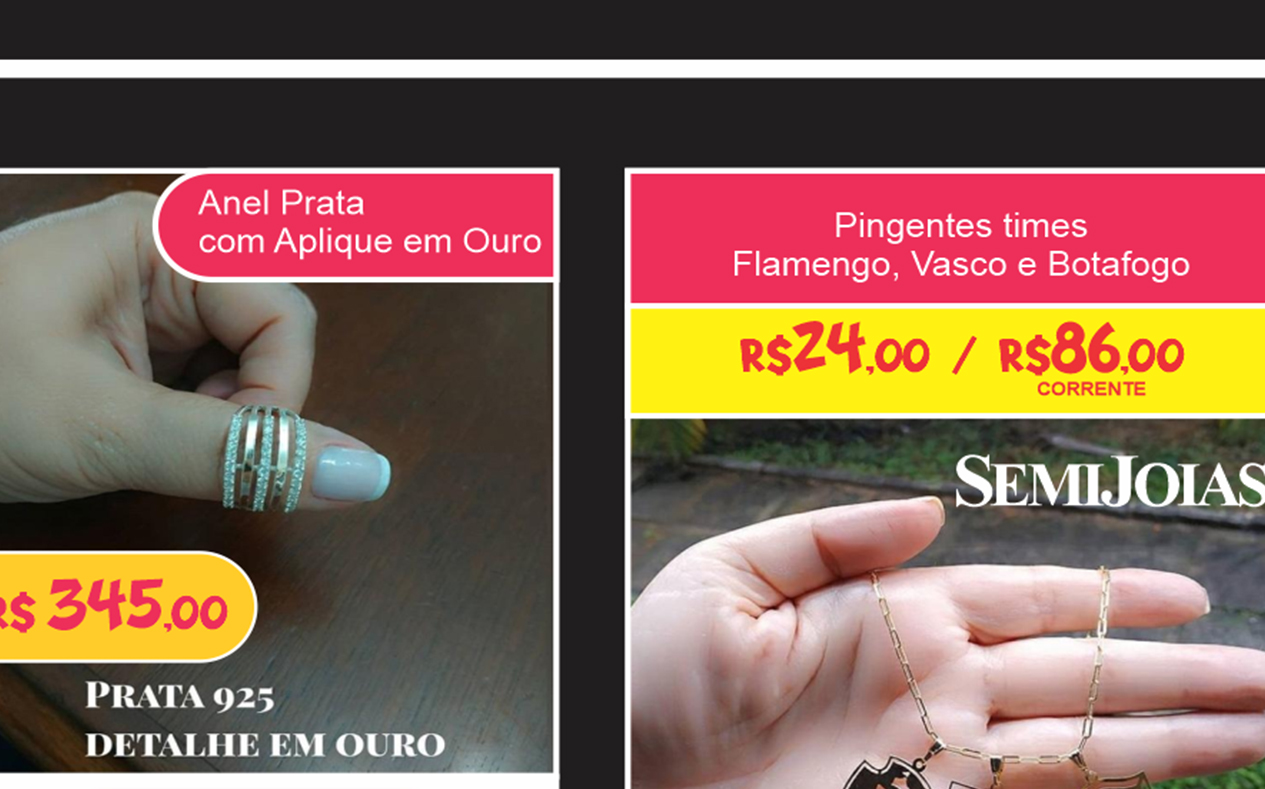 Anel Prata
com Aplique em Ouro
R$ 345,00
PRATA 925
DETALHE EM OURO
Pingentes times
Flamengo, Vasco e Botafogo
R$24,00 / R$86,00
CORRENTE
SEMIJOIAS